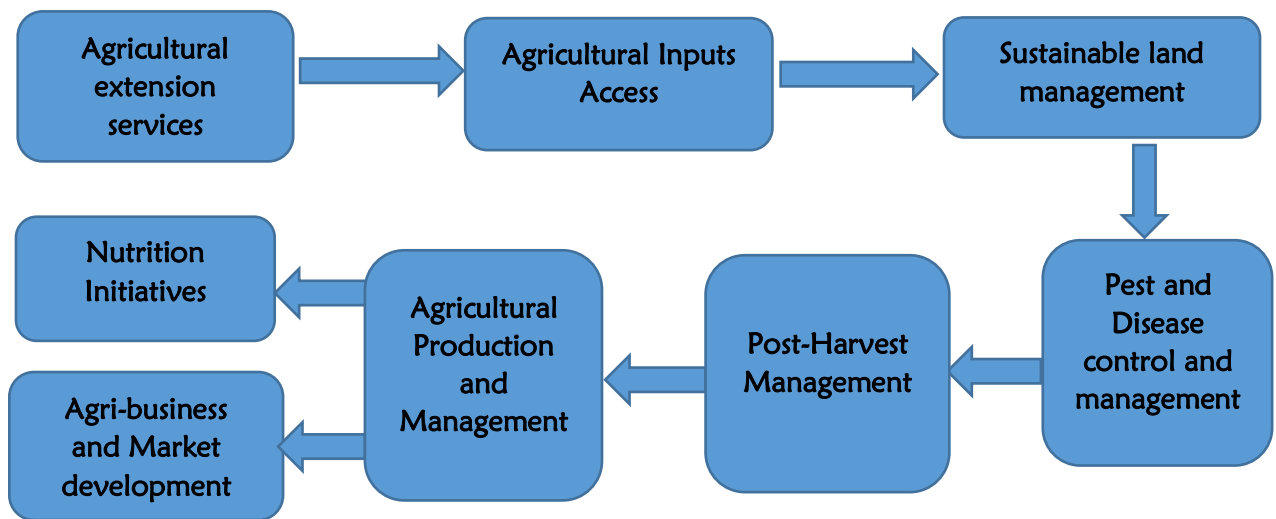 Agricultural
extension
services
Agricultural Inputs
Access
Sustainable land
management
Pest and
Disease
control and
management
Post-Harvest
Management
Agricultural
Production
and
Management
Nutrition
Initiatives
Agri-business
and Market
development